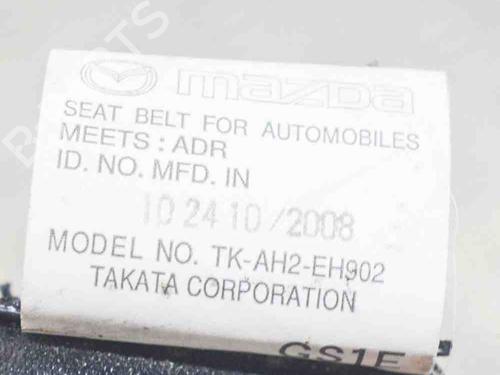 mazda
SEAT BELT FOR AUTOMOBILES
MEETS : ADR
ID. NO. MFD. IN
10 24 10/2008
MODEL NO. TK-AH2-EH902
TAKATA CORPORATION
GS1E